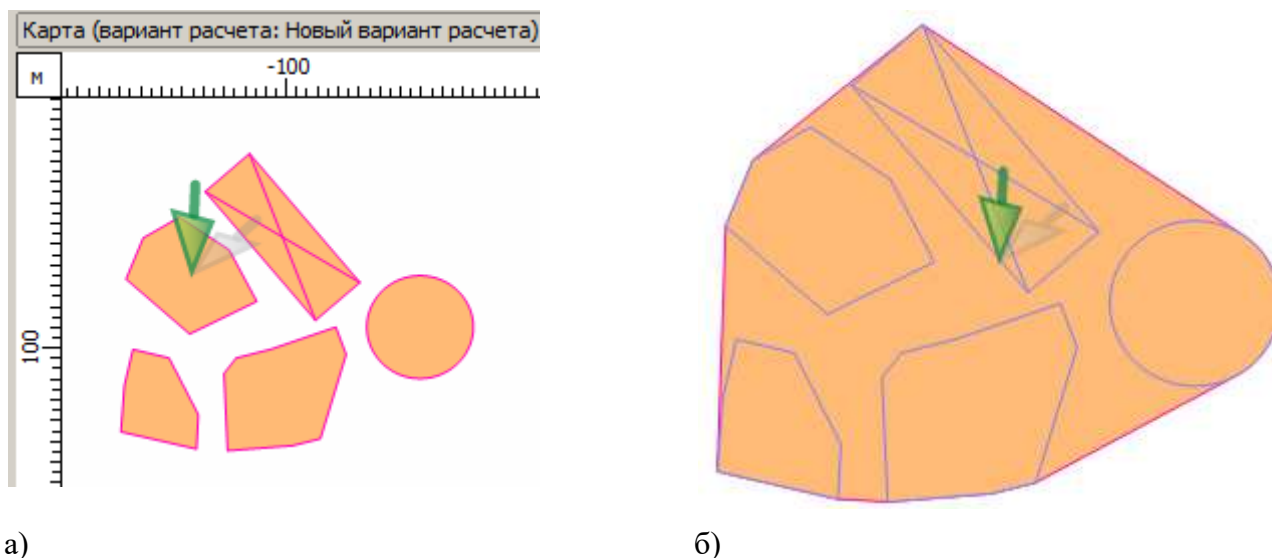 Карта (вариант расчета: Новый вариант расчета)
м
-100
100
а)
б)